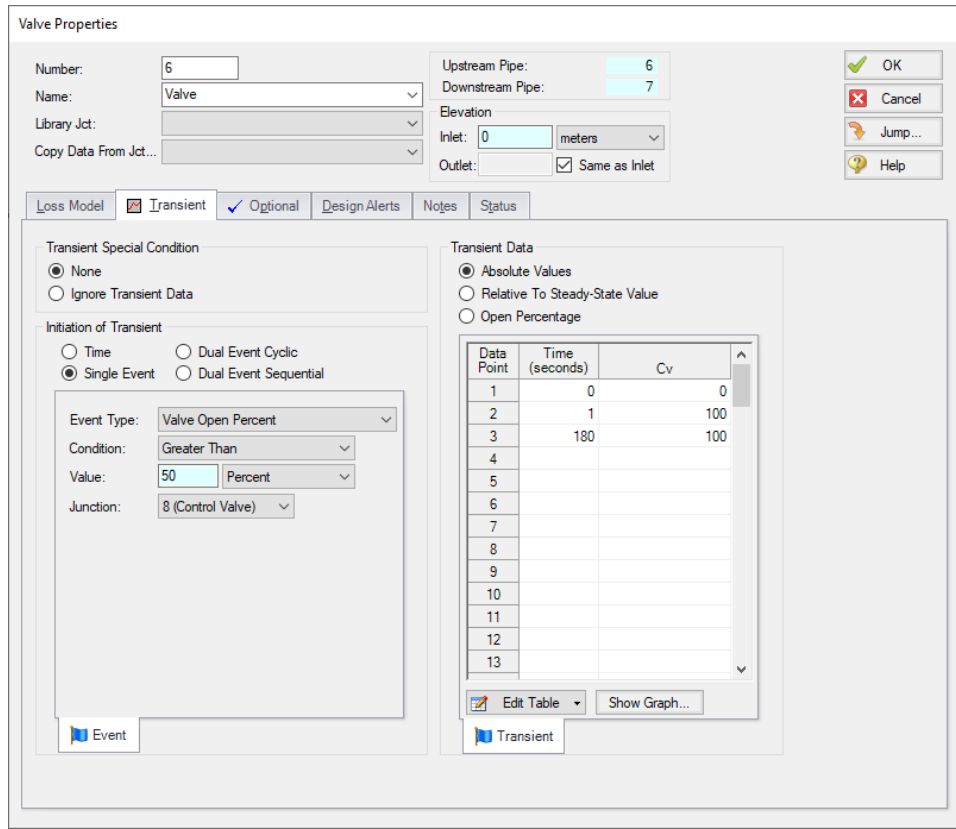 Valve Properties
Number: 6
Name: Valve
Library Jct:
Copy Data From Jct...
Upstream Pipe: 6
Downstream Pipe: 7
Elevation
Inlet: 0 meters
Outlet: Same as Inlet
OK
Cancel
Jump...
Help
Loss Model Transient Optional Design Alerts Notes Status
Transient Special Condition
None
Ignore Transient Data
Initiation of Transient
Time Dual Event Cyclic
Single Event Dual Event Sequential
Event Type: Valve Open Percent
Condition: Greater Than
Value: 50 Percent
Junction: 8 (Control Valve)
Event
Transient Data
Absolute Values
Relative To Steady-State Value
Open Percentage
Data Point Time (seconds) Cv
1 0 0
2 1 100
3 180 100
4
5
6
7
8
9
10
11
12
13
Edit Table Show Graph...
Transient